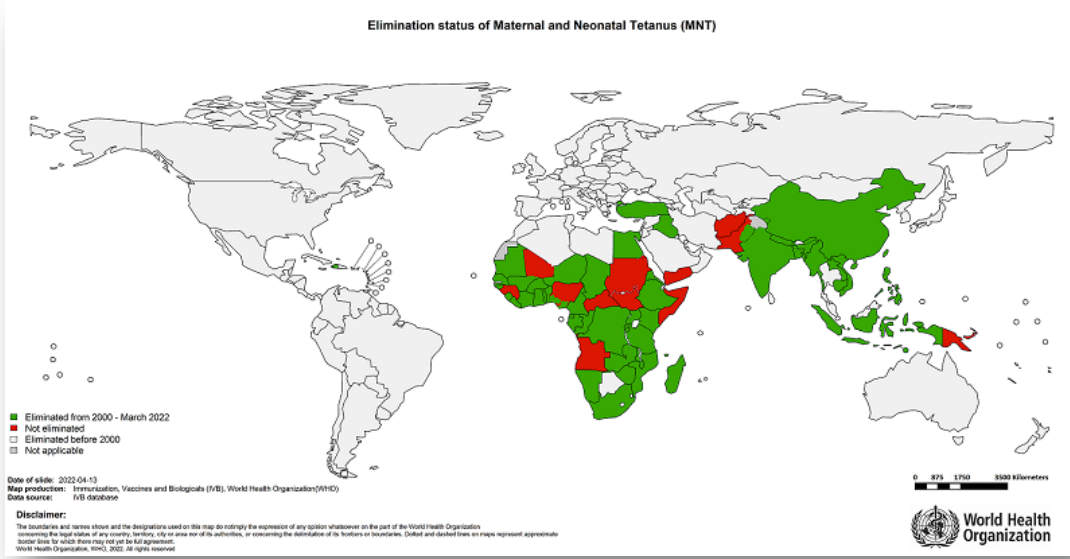 Elimination status of Maternal and Neonatal Tetanus (MNT)
Eliminated from 2000 - March 2022
Not eliminated
Eliminated before 2000
Not applicable
Date of slide: 2022-04-13
Map production: Immunization, Vaccines and Biologicals (IVB), World Health Organization(WHO)
Data source: IVB database
0 875 1750 3500 Kilometers
Disclaimer:
The boundaries and names shown and the designations used on this map do notimply the expression of any opinion whatsoever on the part of the World Health Organization
concerning the legal status of any country, territory, city or area nor of its authorities, or concerning the delimitation of its frontiers or boundaries. Dotted and dashed lines on maps represent approximate
border lines for which there may not yet be full agreement.
World Health Organization, WHO, 2022. All rights reserved
World Health
Organization